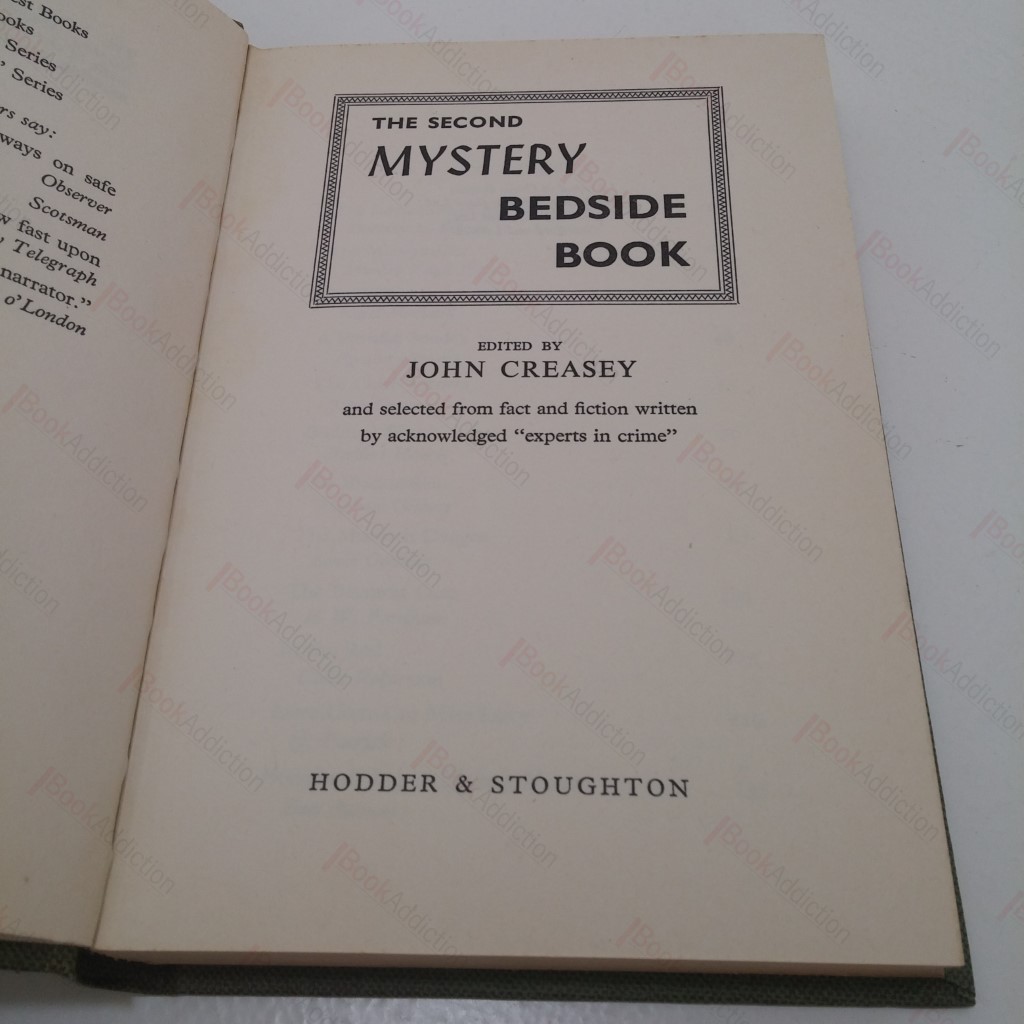 st Books
ooks
Series
' Series
rs say:
ways on safe
Observer
Scotsman
w fast upon
Telegraph
narrator.”
o'London
THE SECOND
MYSTERY
BEDSIDE
BOOK
EDITED BY
JOHN CREASEY
and selected from fact and fiction written
by acknowledged “experts in crime”
HODDER & STOUGHTON
BookAddiction